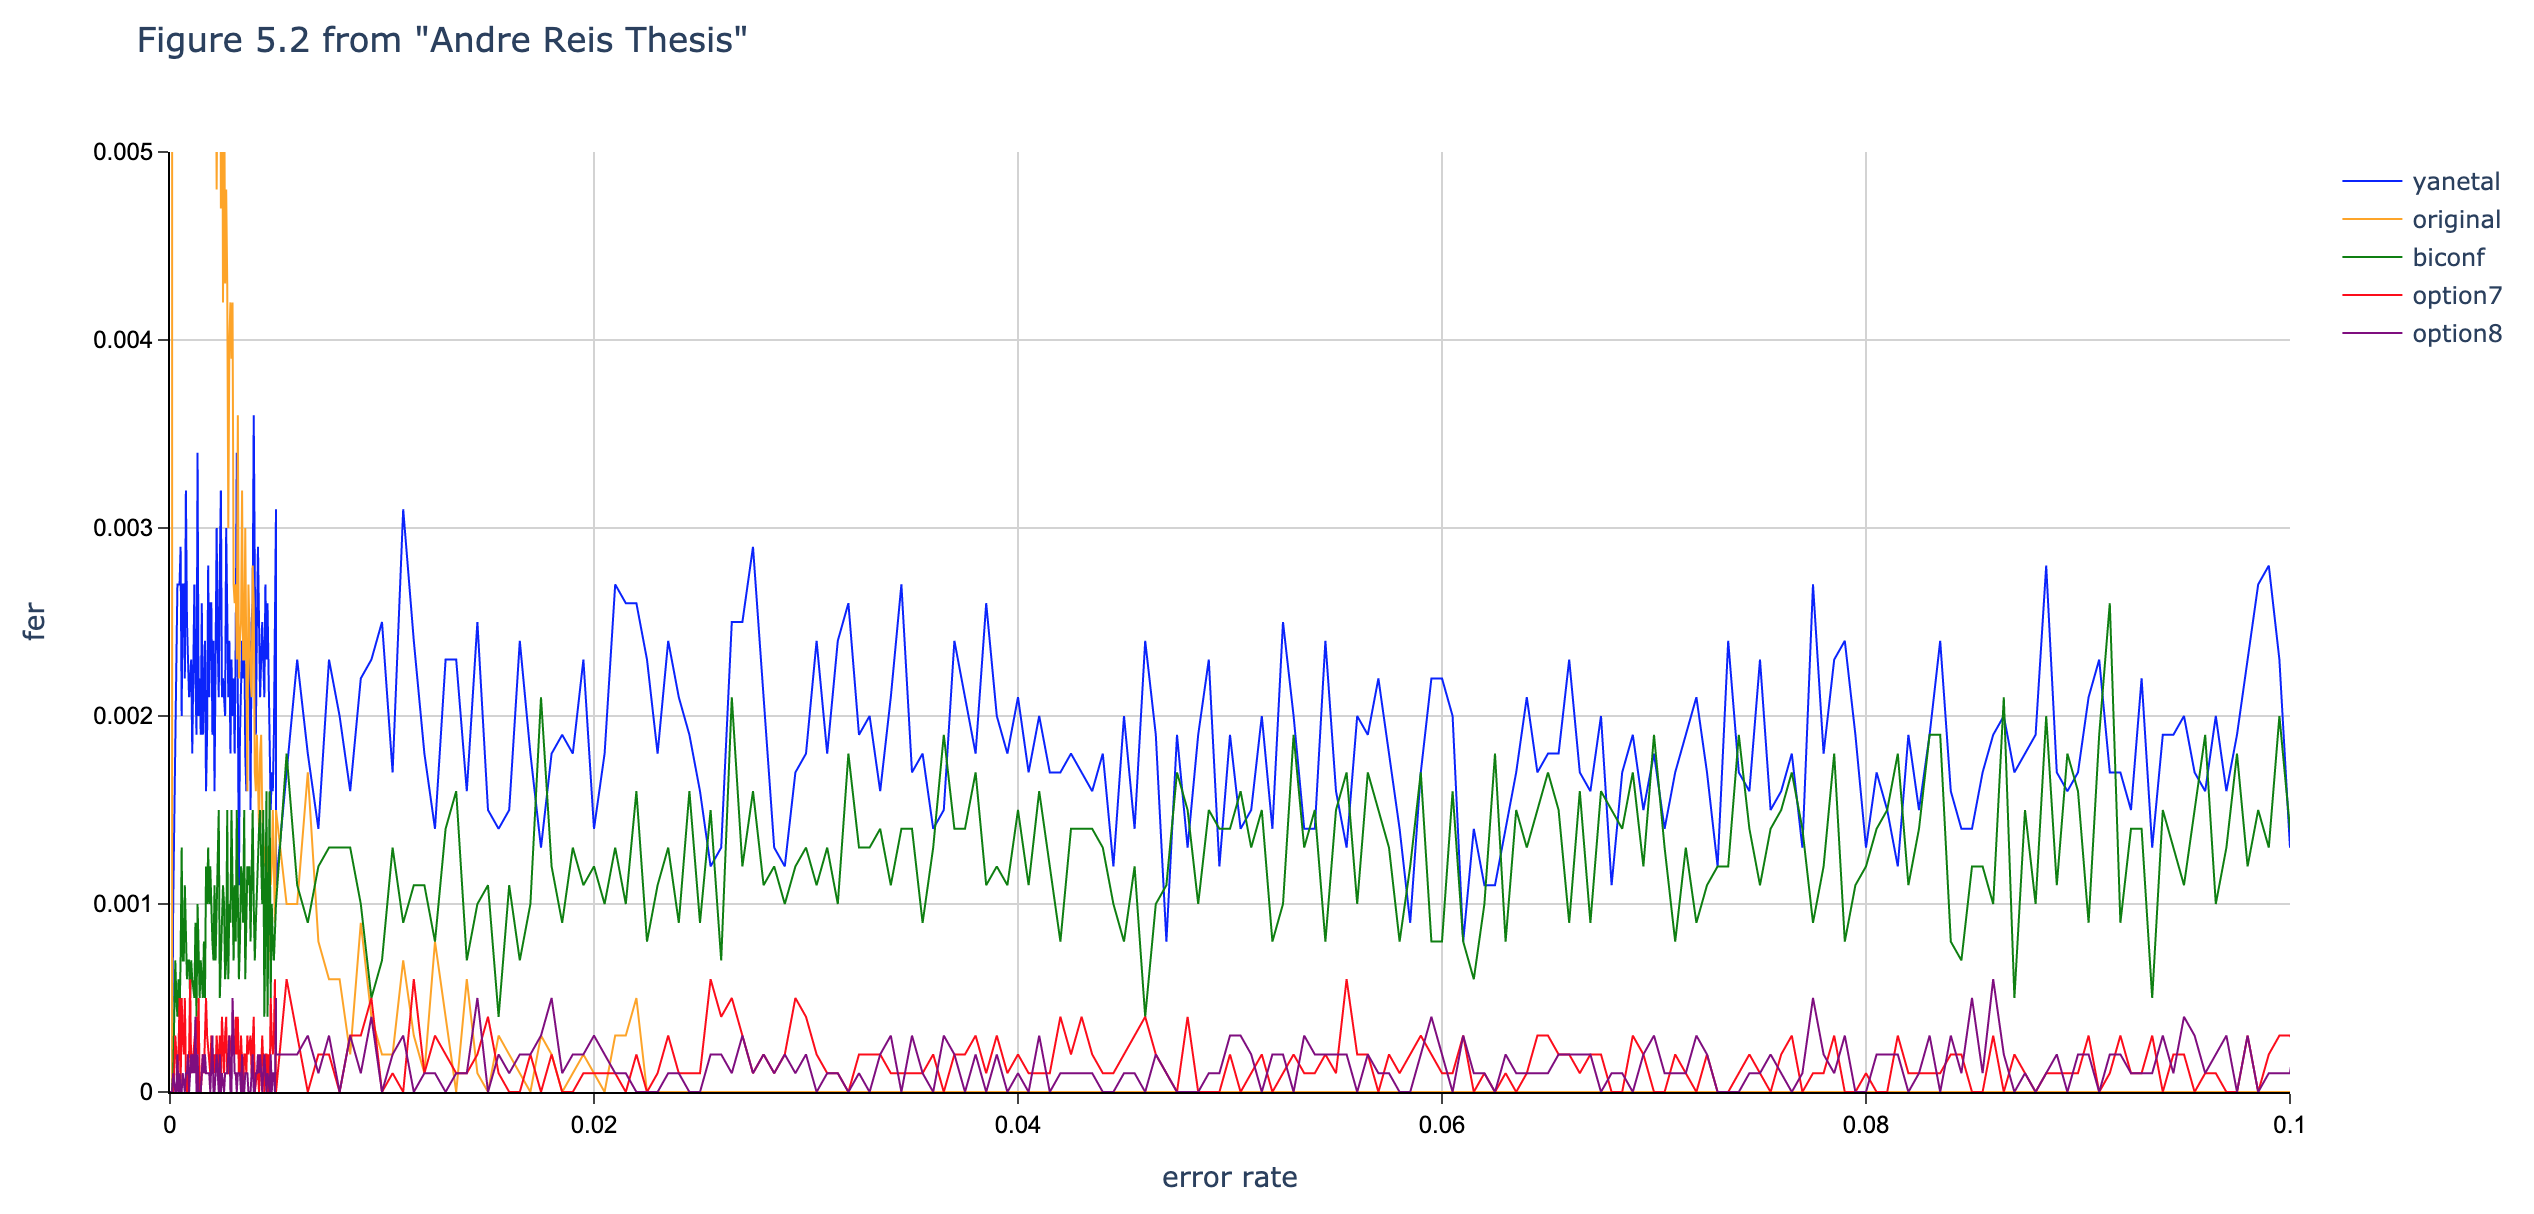 Figure 5.2 from "Andre Reis Thesis"
0.005
0.004
0.003
0.002
0.001
0
fer
0
0.02
0.04
0.06
0.08
0.1
error rate
yanetal
original
biconf
option7
option8